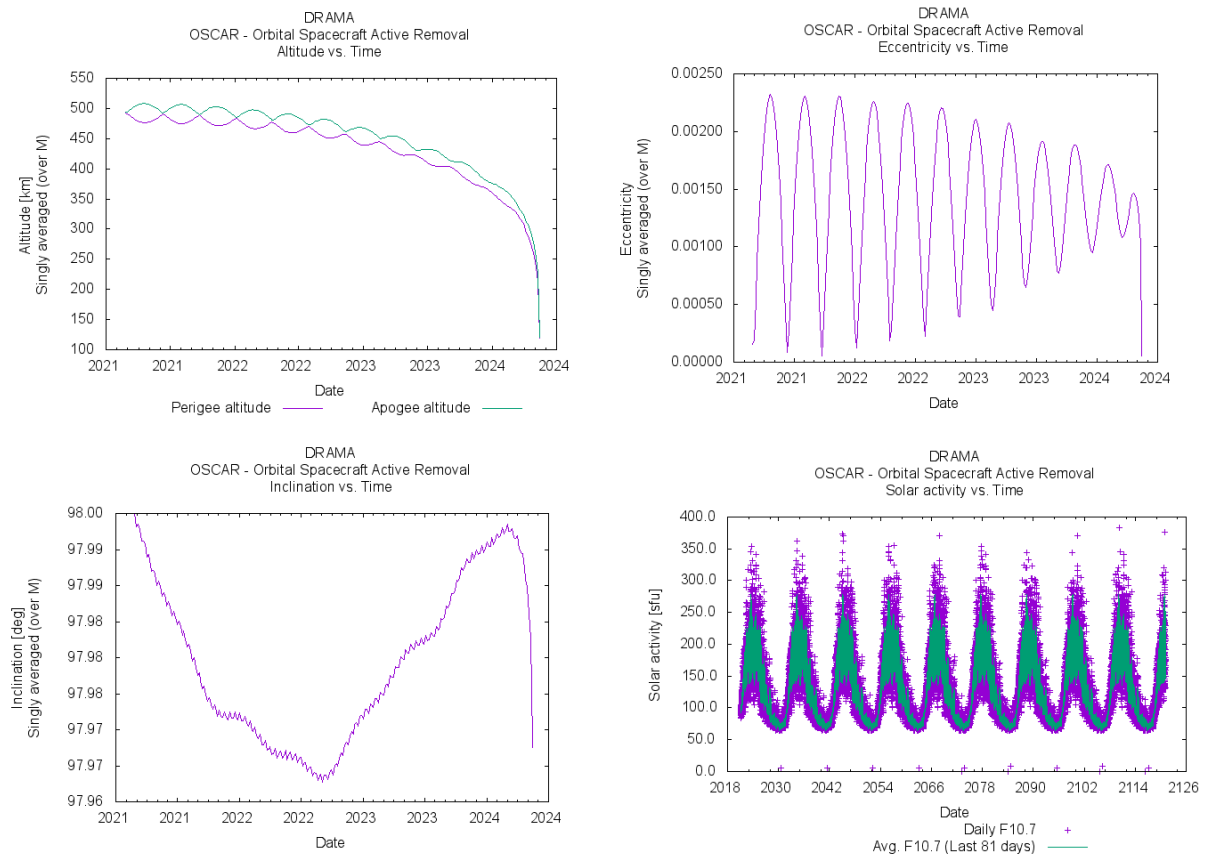 DRAMA
OSCAR - Orbital Spacecraft Active Removal
Altitude vs. Time
550
500
450
400
350
300
250
200
150
100
Altitude [km]
Singly averaged (over M)
2021 2021 2022 2022 2023 2023 2024 2024
Date
Perigee altitude
Apogee altitude
DRAMA
OSCAR - Orbital Spacecraft Active Removal
Eccentricity vs. Time
0.00250
0.00200
0.00150
0.00100
0.00050
0.00000
Eccentricity
Singly averaged (over M)
2021 2021 2022 2022 2023 2023 2024 2024
Date
DRAMA
OSCAR - Orbital Spacecraft Active Removal
Inclination vs. Time
98.00
97.99
97.99
97.98
97.98
97.98
97.97
97.97
97.96
Inclination [deg]
Singly averaged (over M)
2021 2021 2022 2022 2023 2023 2024 2024
Date
DRAMA
OSCAR - Orbital Spacecraft Active Removal
Solar activity vs. Time
400.0
350.0
300.0
250.0
200.0
150.0
100.0
50.0
0.0
Solar activity [sfu]
2018 2030 2042 2054 2066 2078 2090 2102 2114 2126
Date
Daily F10.7
Avg. F10.7 (Last 81 days)